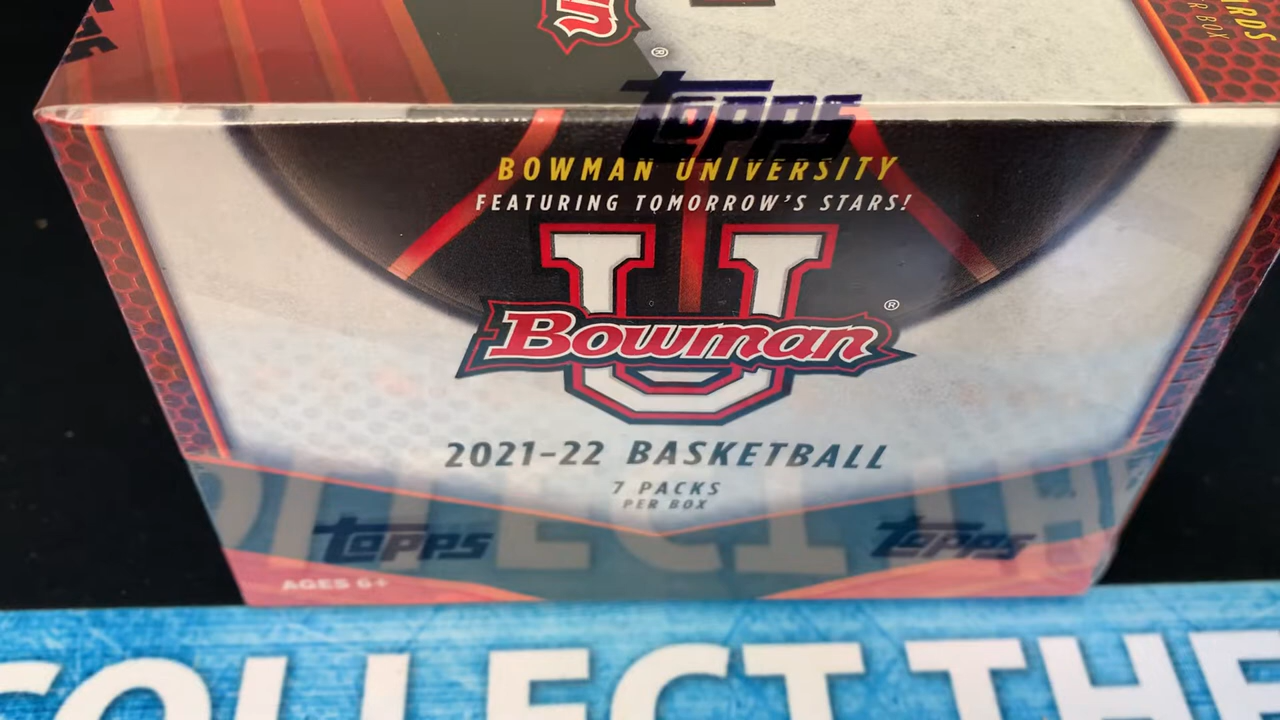 Topps
BOWMAN UNIVERSITY
FEATURING TOMORROW'S STARS!
U
Bowman®
2021-22 BASKETBALL
7 PACKS
PER BOX
Topps Topps
AGES 6+
COLLECT THE